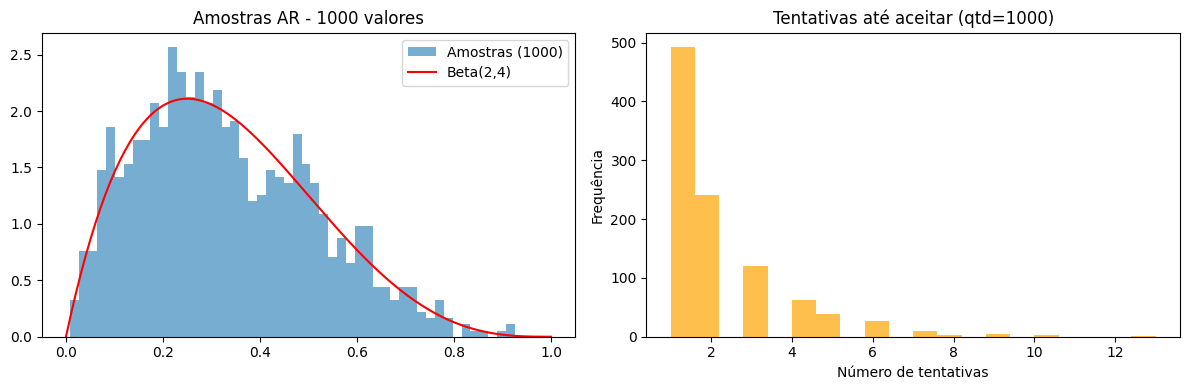 Amostras AR - 1000 valores
2.5
2.0
1.5
1.0
0.5
0.0
Amostras (1000)
Beta(2,4)
0.0 0.2 0.4 0.6 0.8 1.0
Tentativas até aceitar (qtd=1000)
Frequência
500
400
300
200
100
0
2 4 6 8 10 12
Número de tentativas